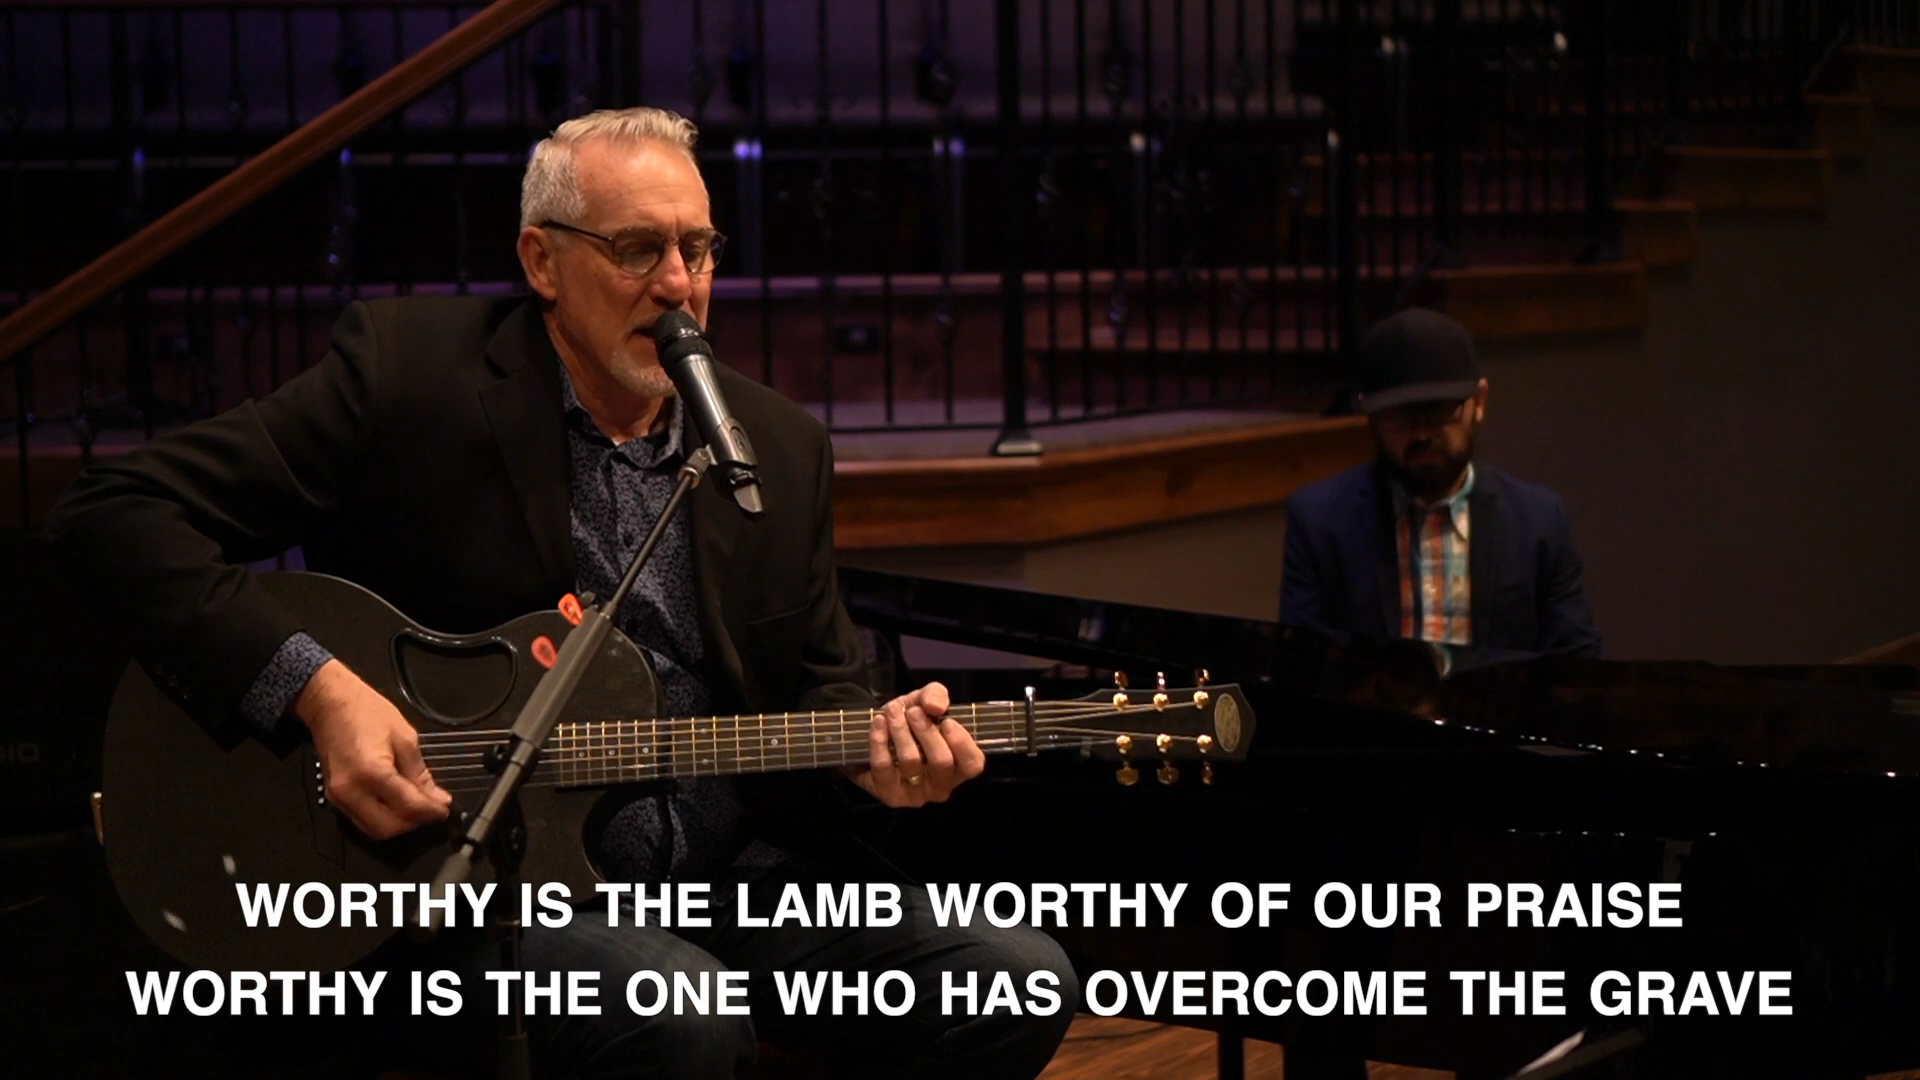 WORTHY IS THE LAMB WORTHY OF OUR PRAISE
WORTHY IS THE ONE WHO HAS OVERCOME THE GRAVE